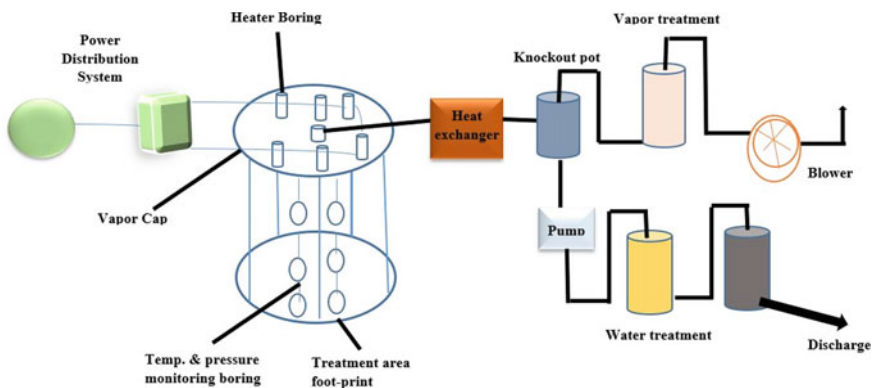 Heater Boring
Power
Distribution
System
Vapor Cap
Temp. & pressure
monitoring boring
Treatment area
foot-print
Heat
exchanger
Knockout pot
Vapor treatment
Blower
Pump
Water treatment
Discharge